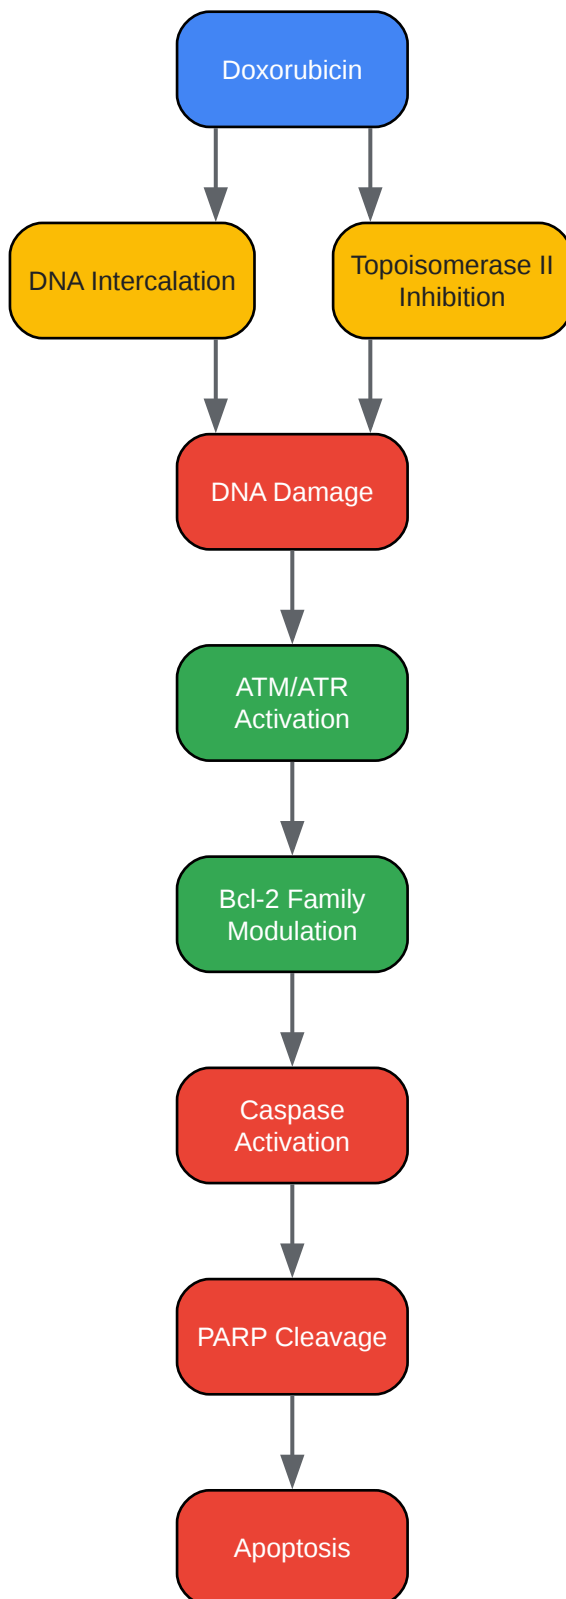 Doxorubicin
DNA Intercalation
Topoisomerase II
Inhibition
DNA Damage
ATM/ATR
Activation
Bcl-2 Family
Modulation
Caspase
Activation
PARP Cleavage
Apoptosis